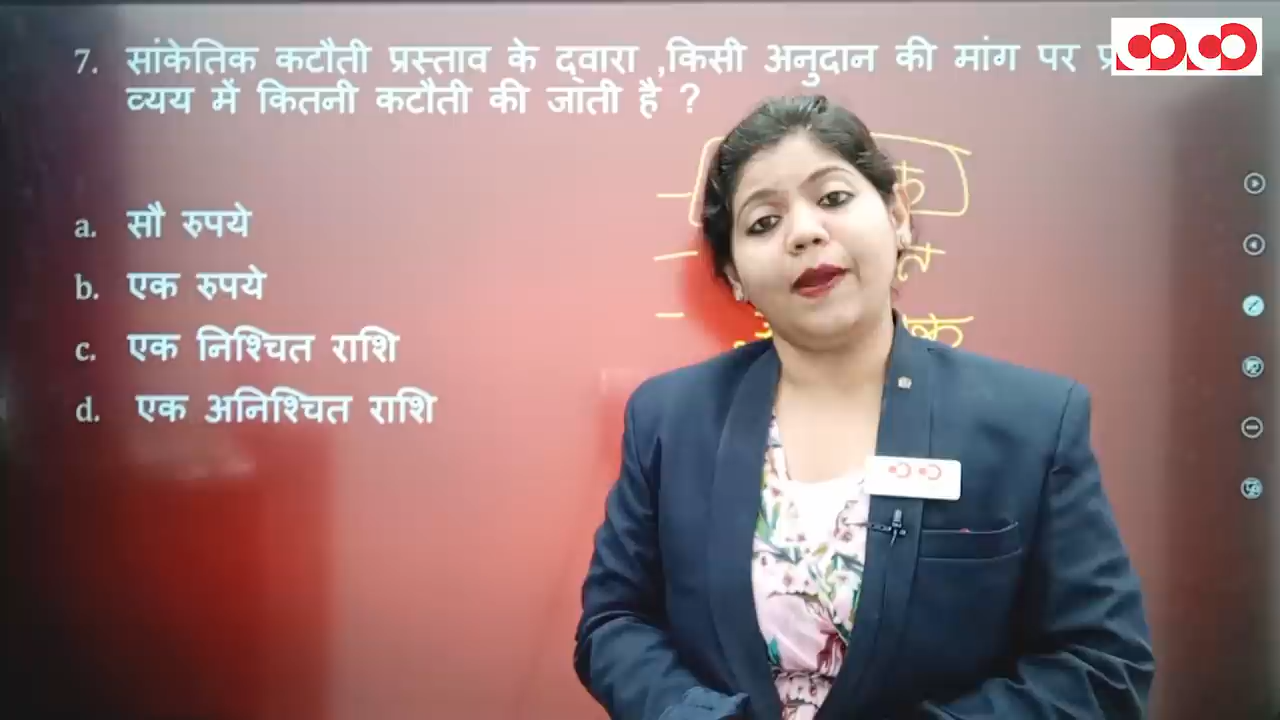 7. सांकेतिक कटौती प्रस्ताव के द्वारा ,किसी अनुदान की मांग पर
व्यय में कितनी कटौती की जाती है ?
a. सौ रुपये
b. एक रुपये
c. एक निश्चित राशि
d. एक अनिश्चित राशि